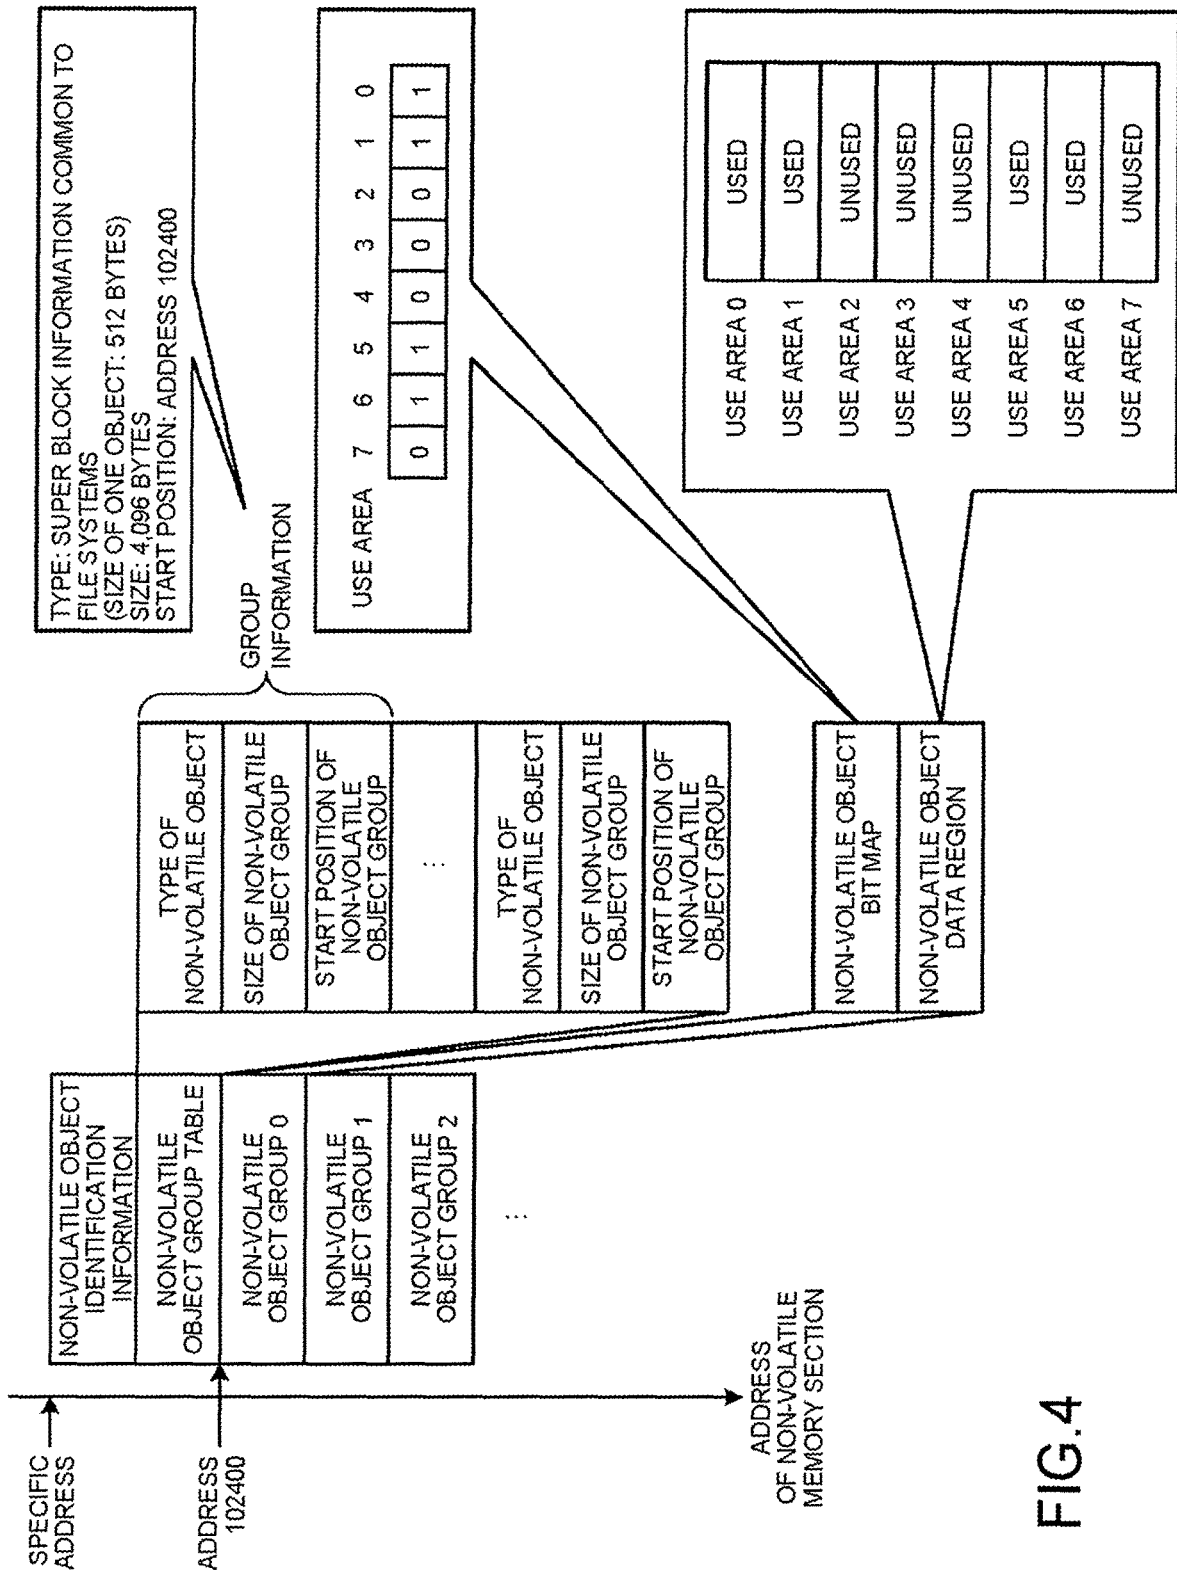 SPECIFIC
ADDRESS
ADDRESS
102400
ADDRESS
OF NON-VOLATILE
MEMORY SECTION
NON-VOLATILE OBJECT
IDENTIFICATION
INFORMATION
NON-VOLATILE
OBJECT GROUP TABLE
NON-VOLATILE
OBJECT GROUP 0
NON-VOLATILE
OBJECT GROUP 1
NON-VOLATILE
OBJECT GROUP 2
...
TYPE OF
NON-VOLATILE OBJECT
SIZE OF NON-VOLATILE
OBJECT GROUP
START POSITION OF
NON-VOLATILE
OBJECT GROUP
...
TYPE OF
NON-VOLATILE OBJECT
SIZE OF NON-VOLATILE
OBJECT GROUP
START POSITION OF
NON-VOLATILE
OBJECT GROUP
NON-VOLATILE OBJECT
BIT MAP
NON-VOLATILE OBJECT
DATA REGION
GROUP
INFORMATION
TYPE: SUPER BLOCK INFORMATION COMMON TO
FILE SYSTEMS
(SIZE OF ONE OBJECT: 512 BYTES)
SIZE: 4,096 BYTES
START POSITION: ADDRESS 102400
USE AREA 7 6 5 4 3 2 1 0
0 1 1 0 0 0 1 1
USE AREA 0 USED
USE AREA 1 USED
USE AREA 2 UNUSED
USE AREA 3 UNUSED
USE AREA 4 UNUSED
USE AREA 5 USED
USE AREA 6 USED
USE AREA 7 UNUSED
FIG.4